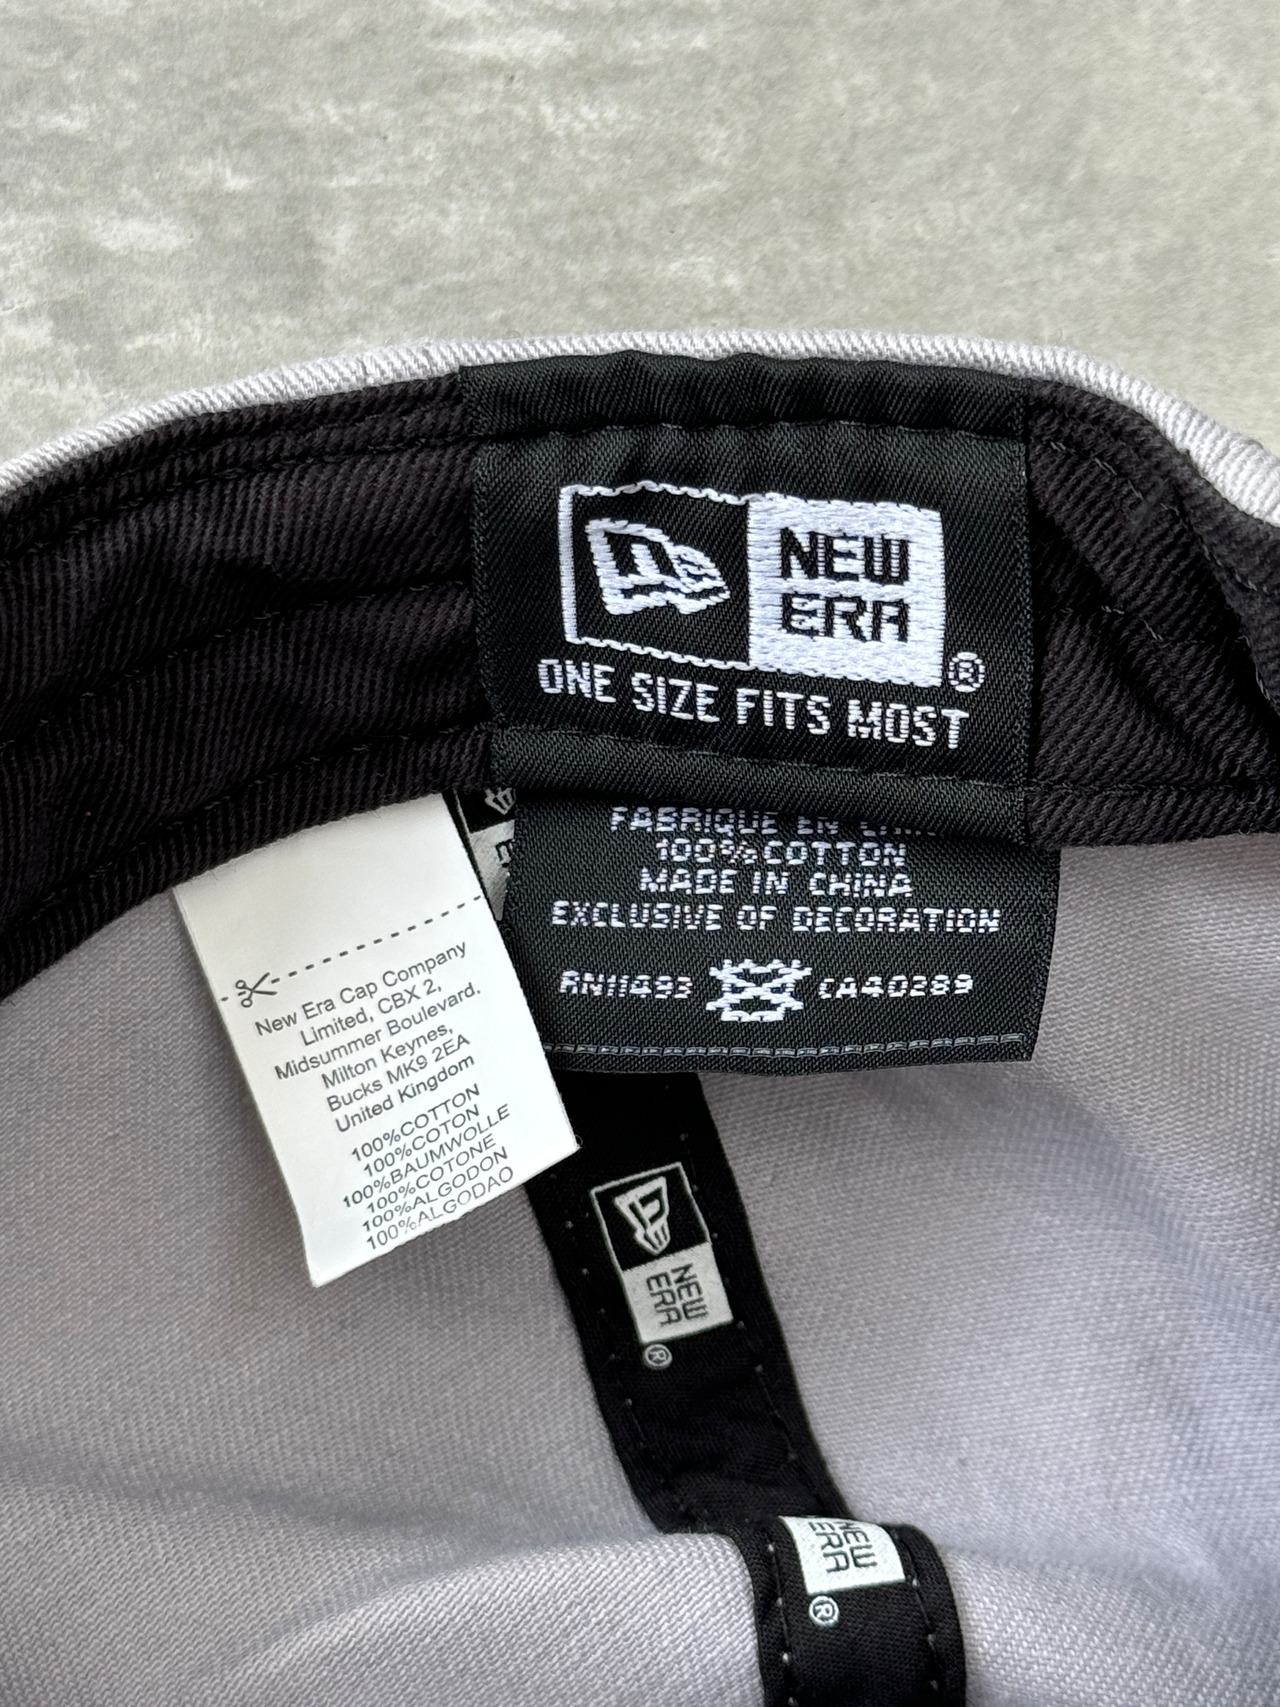 NEW
ERA
®
ONE SIZE FITS MOST
FABRIQUE EN
100% COTTON
MADE IN CHINA
EXCLUSIVE OF DECORATION
RN11493 CA40289
New Era Cap Company
Limited, CBX 2,
Midsummer Boulevard.
Milton Keynes,
Bucks MK9 2EA
United Kingdom
100%COTTON
100%COTON
100%BAUMWOLLE
100%COTONE
100%ALGODON
100%ALGODAO
NEW
ERA
®
NEW
ERA
®